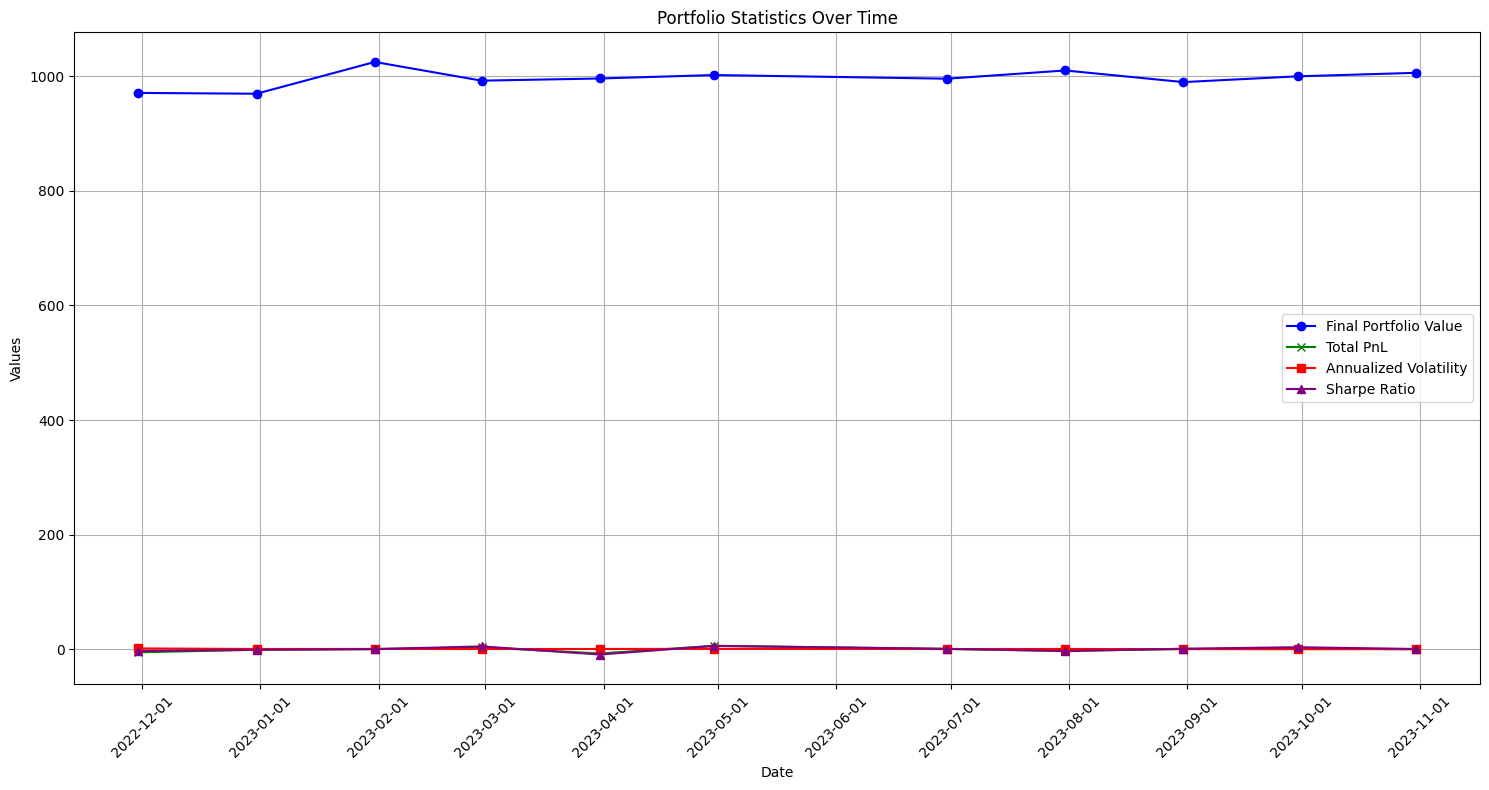 Portfolio Statistics Over Time
1000
800
600
400
200
0
Values
Final Portfolio Value
Total PnL
Annualized Volatility
Sharpe Ratio
2022-12-01
2023-01-01
2023-02-01
2023-03-01
2023-04-01
2023-05-01
2023-06-01
2023-07-01
2023-08-01
2023-09-01
2023-10-01
2023-11-01
Date